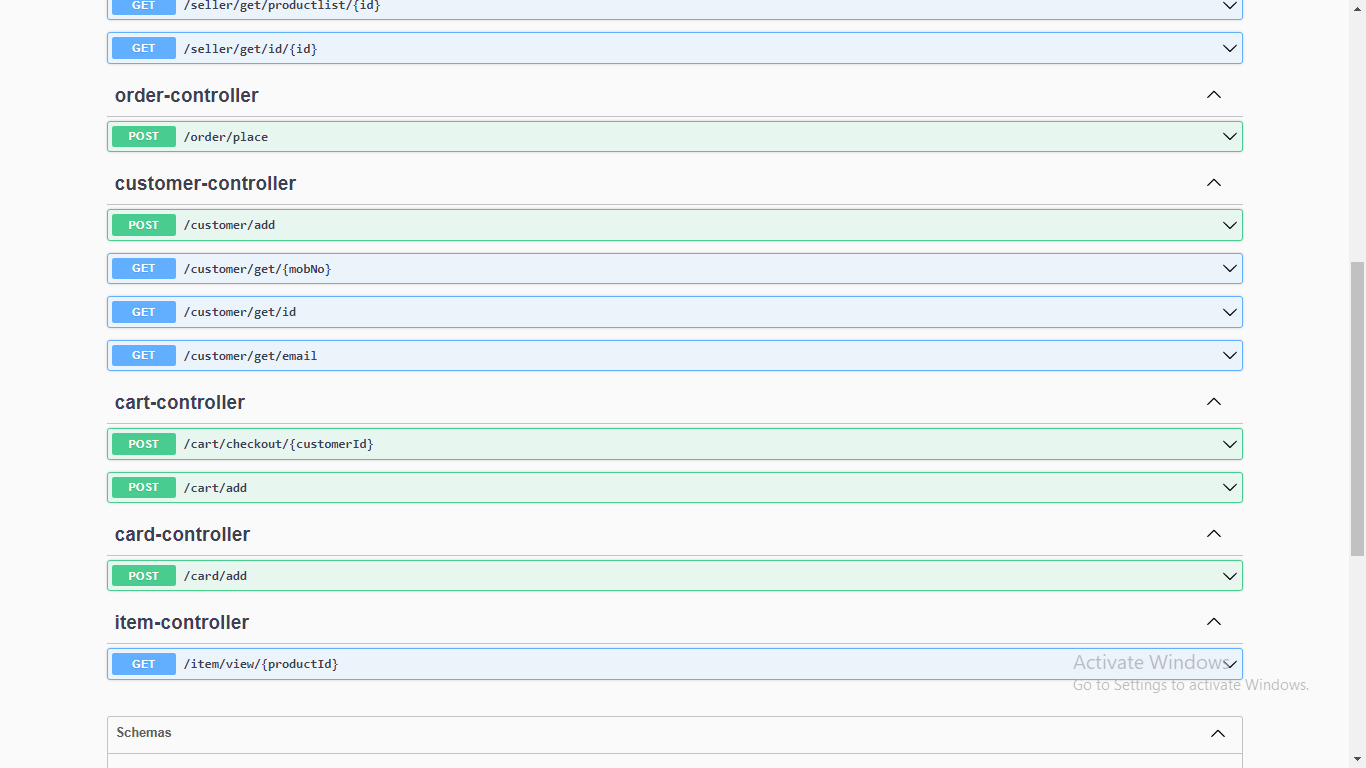 GET /seller/get/productlist/{id}
GET /seller/get/id/{id}
order-controller
POST /order/place
customer-controller
POST /customer/add
GET /customer/get/{mobNo}
GET /customer/get/id
GET /customer/get/email
cart-controller
POST /cart/checkout/{customerId}
POST /cart/add
card-controller
POST /card/add
item-controller
GET /item/view/{productId}
Activate Windows
Go to Settings to activate Windows.
Schemas